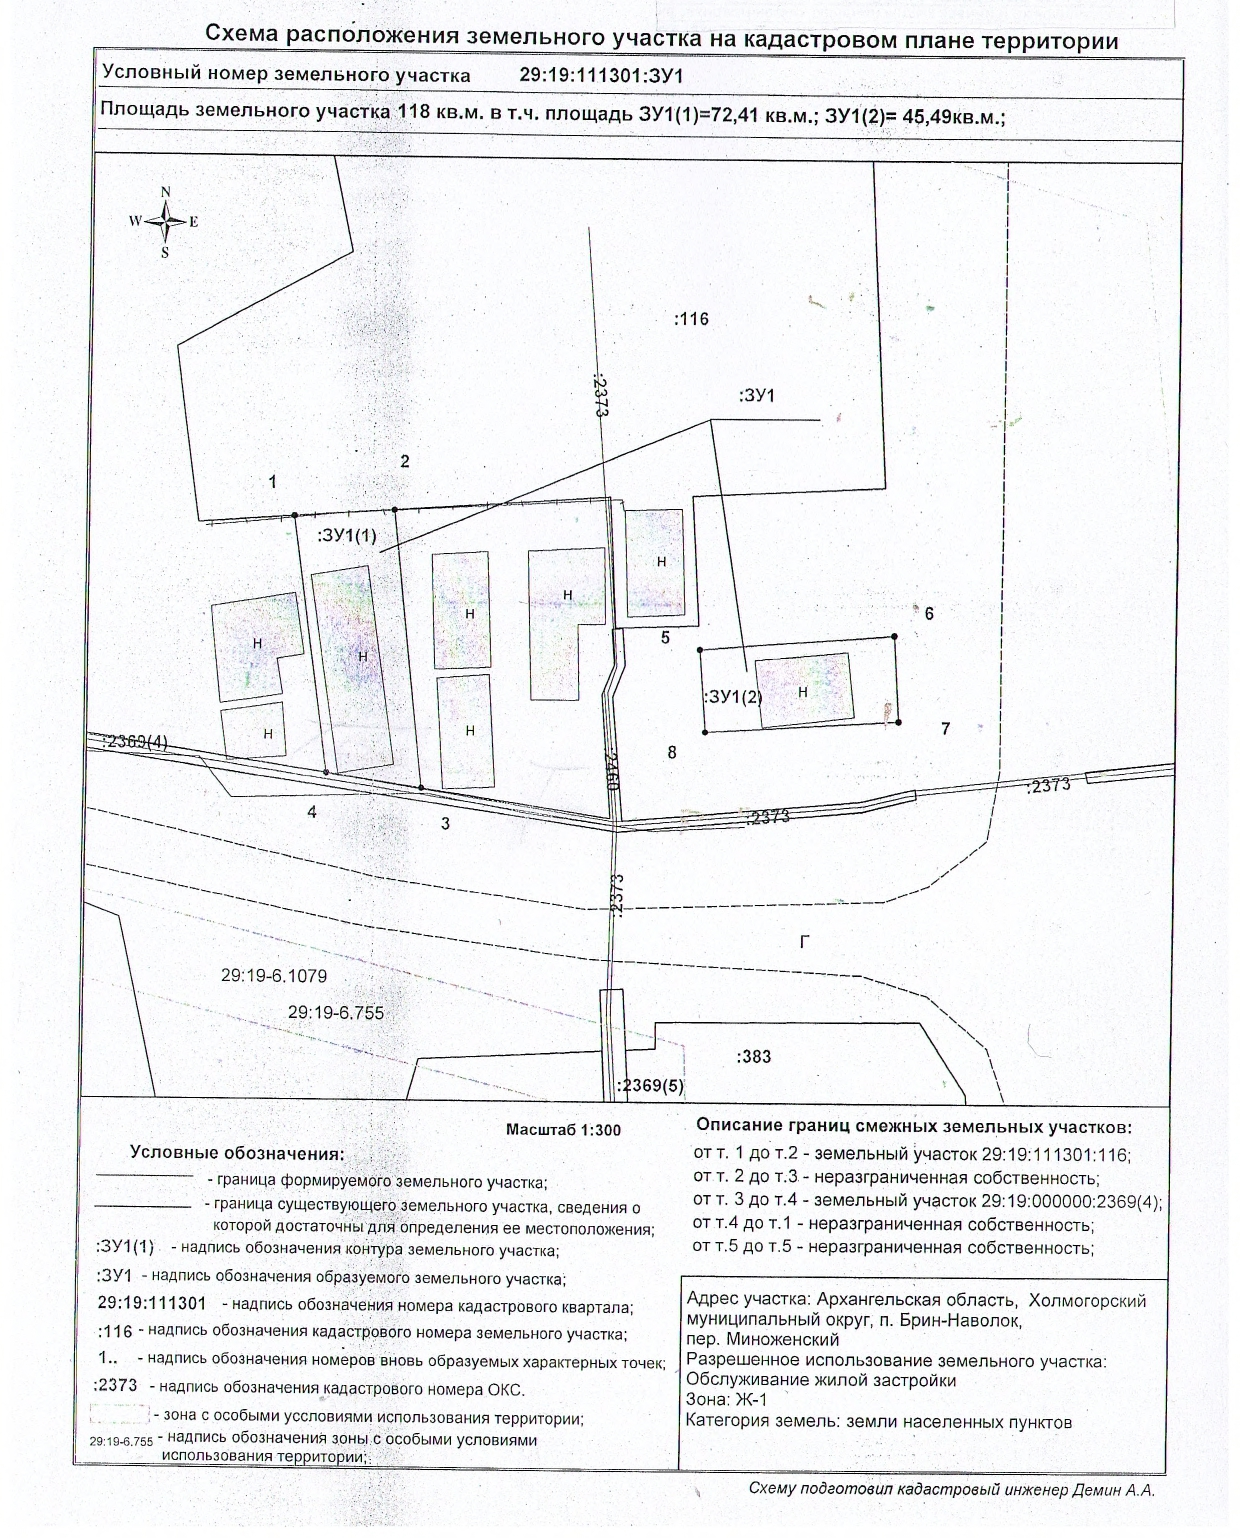 Схема расположения земельного участка на кадастровом плане территории
Условный номер земельного участка 29:19:111301:ЗУ1
Площадь земельного участка 118 кв.м. в т.ч. площадь ЗУ1(1)=72,41 кв.м.; ЗУ1(2)= 45,49кв.м.;
N
W E
S
:116
:2373
:ЗУ1
2
1
:ЗУ1(1)
Н
Н
Н
6
5
Н
Н
Н
:ЗУ1(2)
Н
Н
Н
7
:2369(4)
8
:2460
:2373
4
3
:2373
:2373
Г
29:19-6.1079
29:19-6.755
:383
:2369(5)
Масштаб 1:300
Условные обозначения:
- граница формируемого земельного участка;
- граница существующего земельного участка, сведения о
которой достаточны для определения ее местоположения;
:ЗУ1(1) - надпись обозначения контура земельного участка;
:ЗУ1 - надпись обозначения образуемого земельного участка;
29:19:111301 - надпись обозначения номера кадастрового квартала;
:116 - надпись обозначения кадастрового номера земельного участка;
1.. - надпись обозначения номеров вновь образуемых характерных точек;
:2373 - надпись обозначения кадастрового номера ОКС.
- зона с особыми уссловиями использования территории;
29:19-6.755 - надпись обозначения зоны с особыми условиями
использования территории;.
Описание границ смежных земельных участков:
от т. 1 до т.2 - земельный участок 29:19:111301:116;
от т. 2 до т.3 - неразграниченная собственность;
от т. 3 до т.4 - земельный участок 29:19:000000:2369(4);
от т.4 до т.1 - неразграниченная собственность;
от т.5 до т.5 - неразграниченная собственность;
Адрес участка: Архангельская область, Холмогорский
муниципальный округ, п. Брин-Наволок,
пер. Миноженский
Разрешенное использование земельного участка:
Обслуживание жилой застройки
Зона: Ж-1
Категория земель: земли населенных пунктов
Схему подготовил кадастровый инженер Демин А.А.